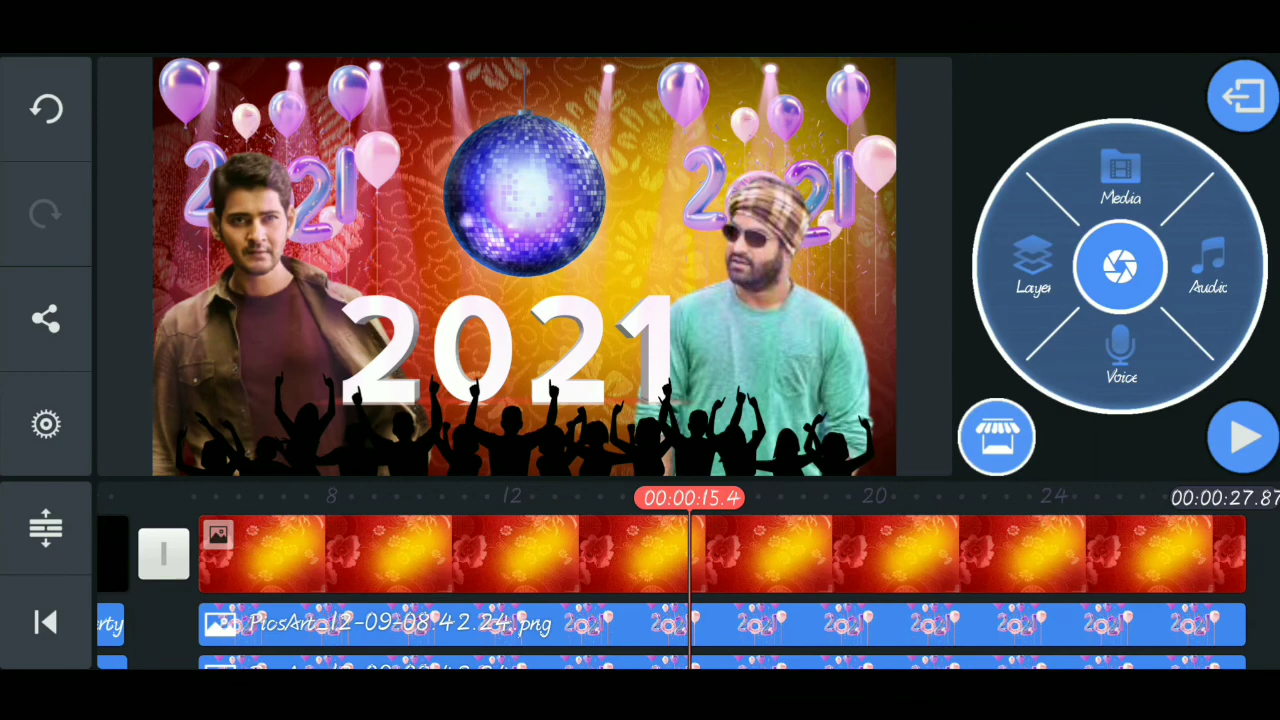 2021 2021
2021
Media
Layer
Audio
Voice
8 12 00:00:15.4 20 24 00:00:27.87
rty PicsArt_12-09-08.42.24.png